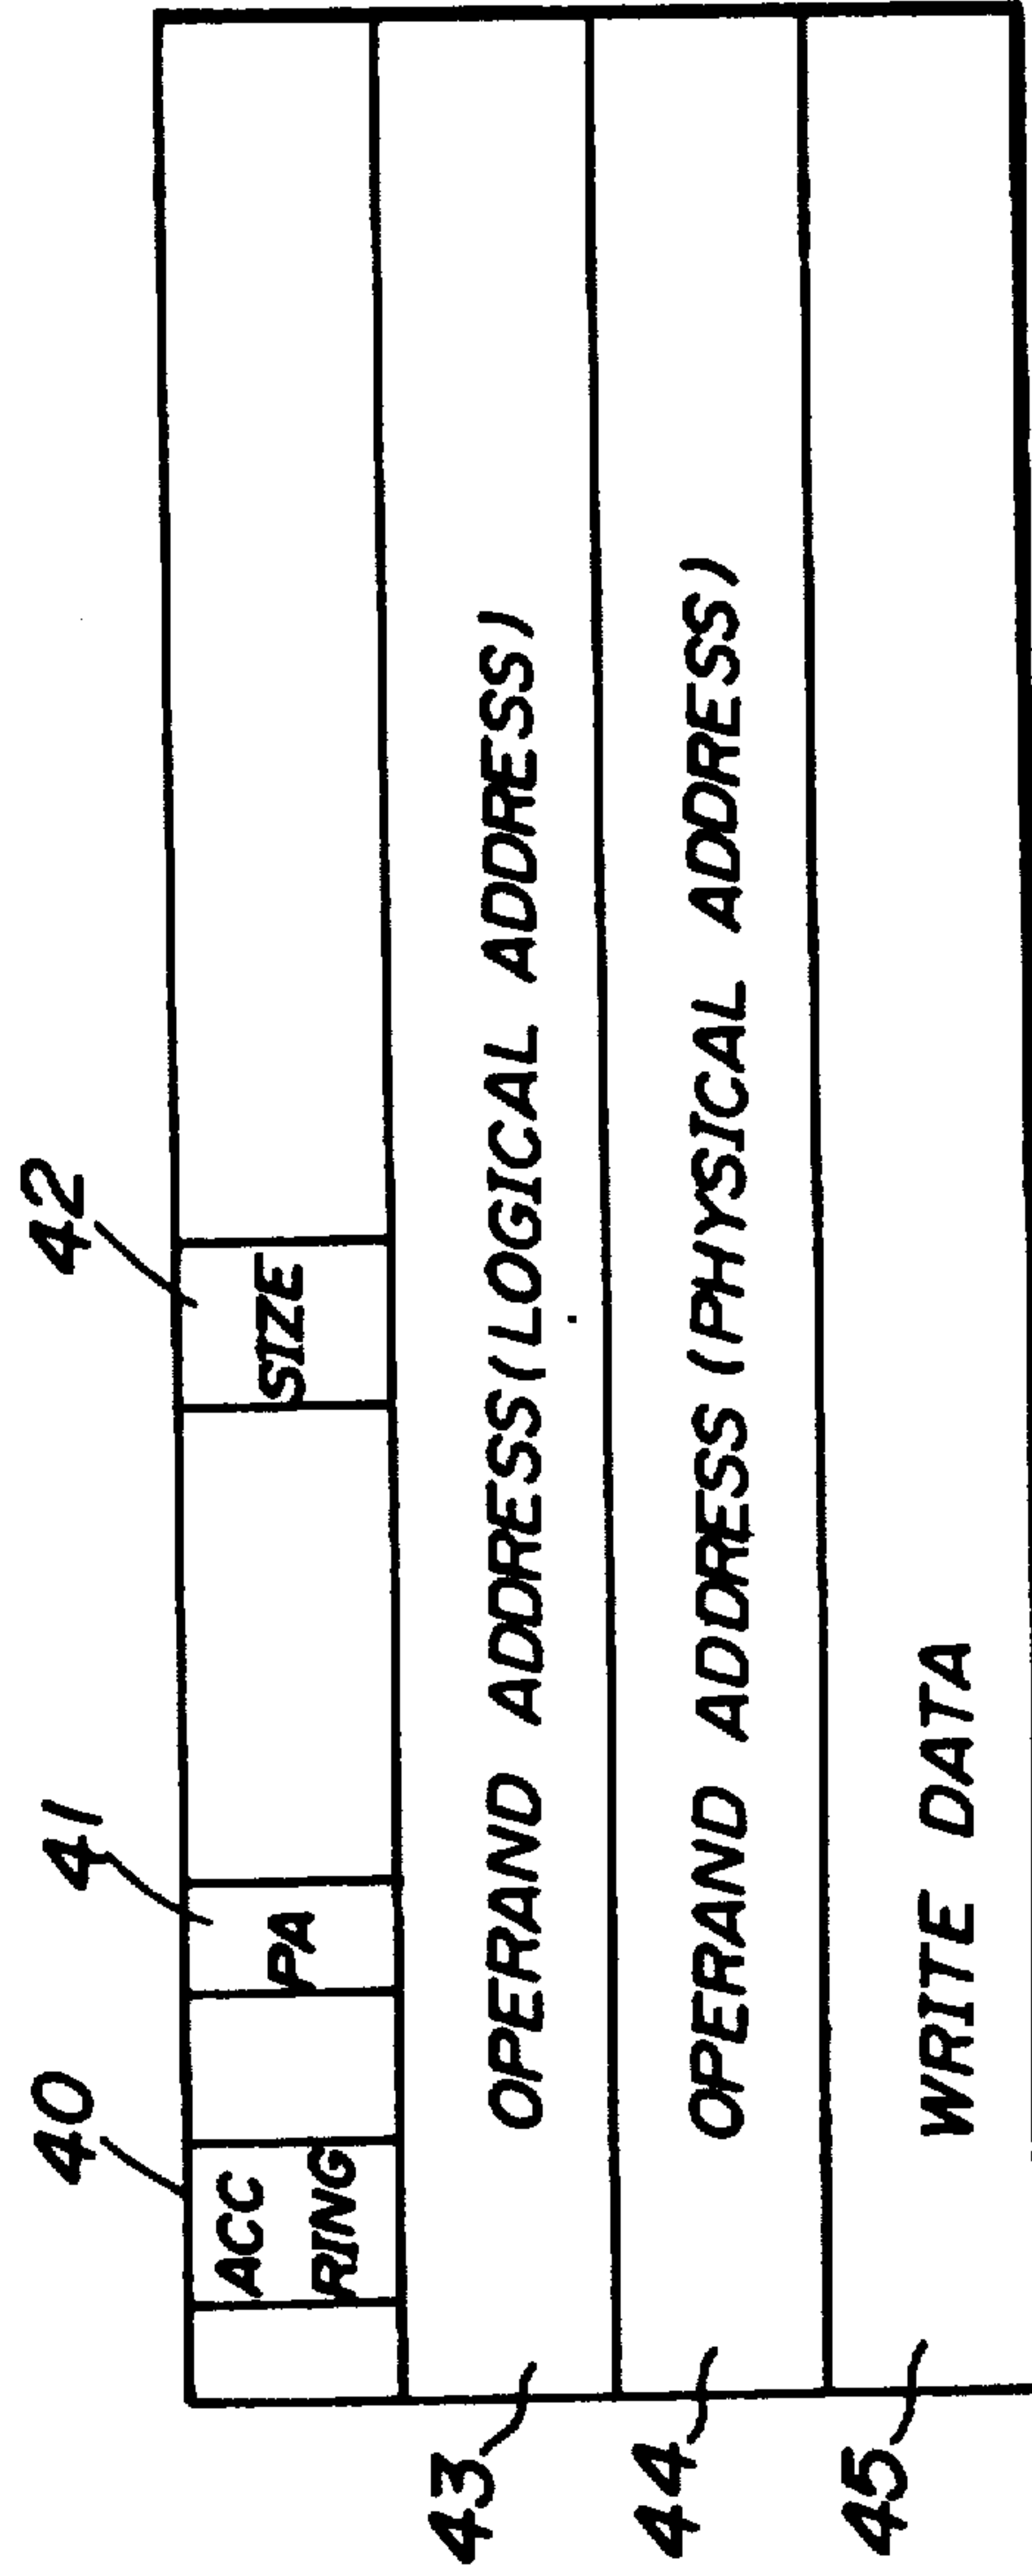 40
41
42
ACC
RING
PA
SIZE
43
OPERAND ADDRESS (LOGICAL ADDRESS)
44
OPERAND ADDRESS (PHYSICAL ADDRESS)
45
WRITE DATA